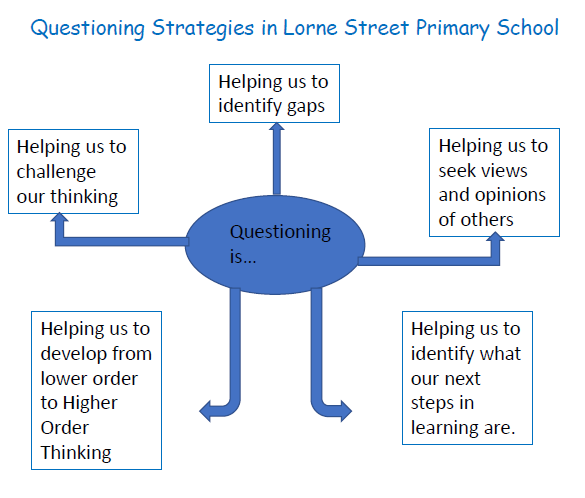 Questioning Strategies in Lorne Street Primary School
Helping us to
identify gaps
Helping us to
challenge
our thinking
Helping us to
seek views
and opinions
of others
Questioning
is...
Helping us to
develop from
lower order
to Higher
Order
Thinking
Helping us to
identify what
our next
steps in
learning are.